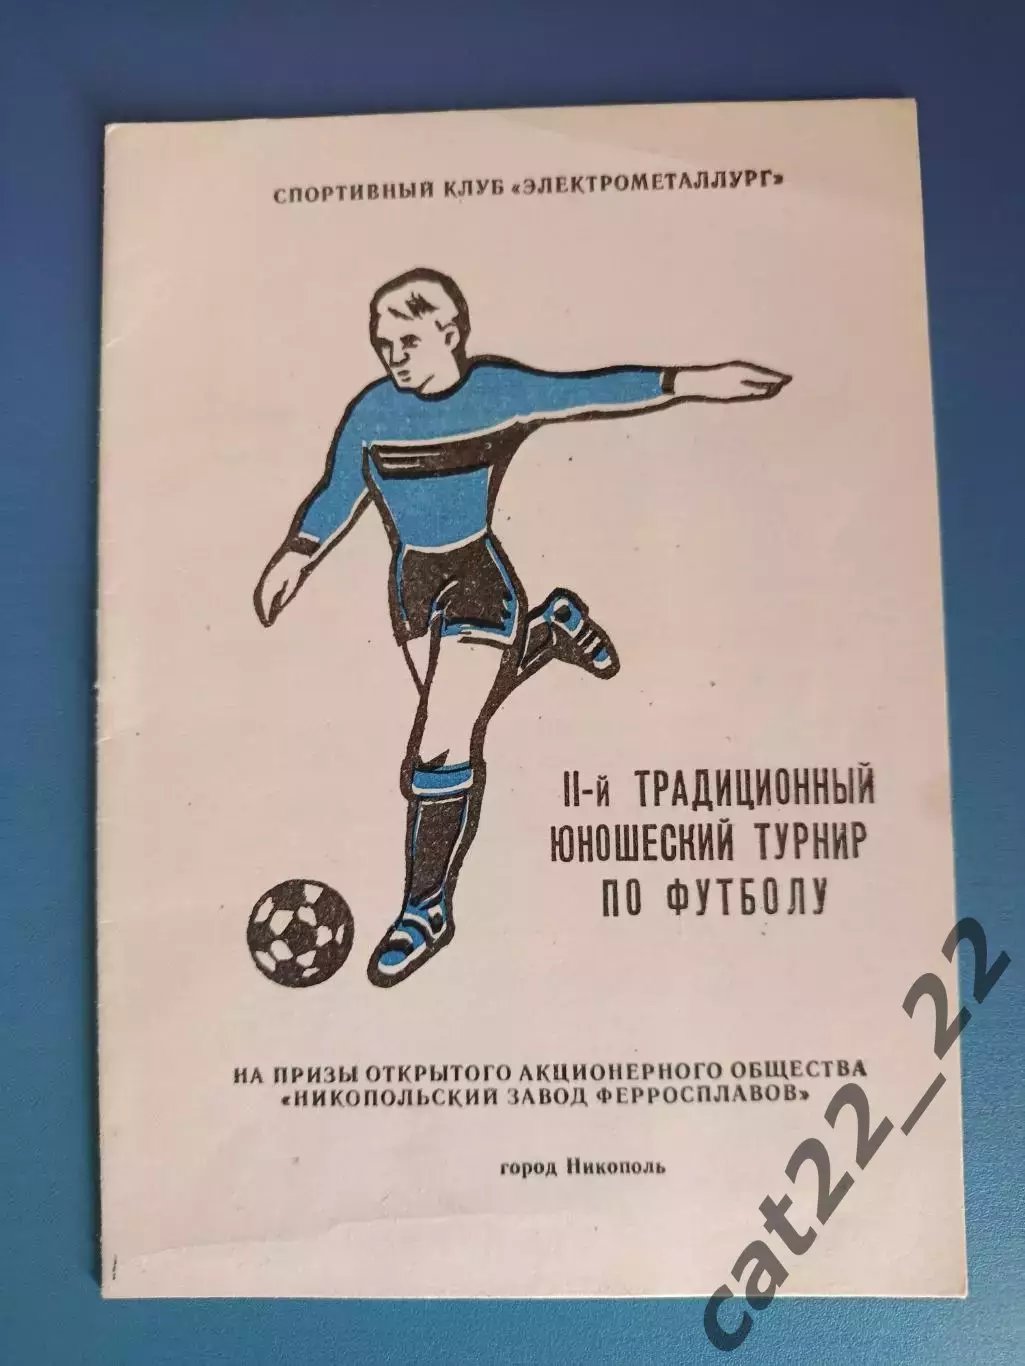 СПОРТИВНЫЙ КЛУБ «ЭЛЕКТРОМЕТАЛЛУРГ»
II-й ТРАДИЦИОННЫЙ
ЮНОШЕСКИЙ ТУРНИР
ПО ФУТБОЛУ
НА ПРИЗЫ ОТКРЫТОГО АКЦИОНЕРНОГО ОБЩЕСТВА
«НИКОПОЛЬСКИЙ ЗАВОД ФЕРРОСПЛАВОВ»
город Никополь
cat22_22